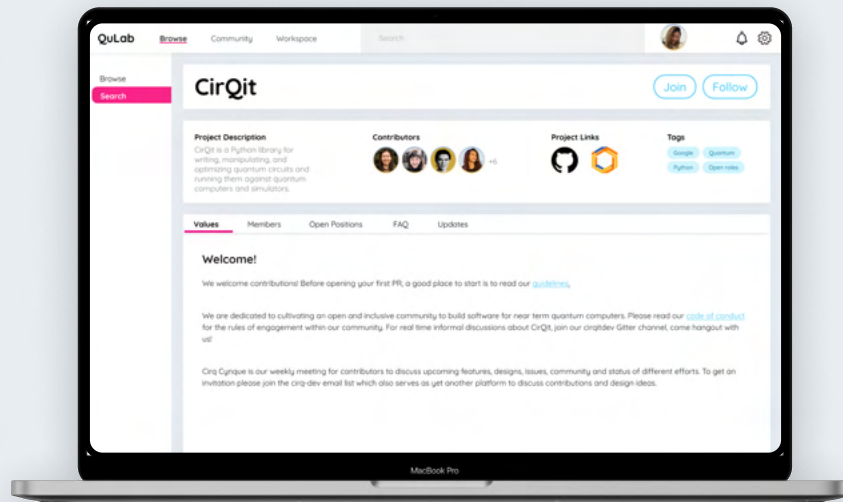 QuLab
Browse
Community
Workspace
Search
Browse
Search
CirQit
Join
Follow
Project Description
CirQit is a Python library for
writing, manipulating, and
optimizing quantum circuits and
running them against quantum
computers and simulators.
Contributors
+6
Project Links
Tags
Google
Quantum
Python
Open roles
Values
Members
Open Positions
FAQ
Updates
Welcome!
We welcome contributions! Before opening your first PR, a good place to start is to read our guidelines.
We are dedicated to cultivating an open and inclusive community to build software for near term quantum computers. Please read our code of conduct
for the rules of engagement within our community. For real time informal discussions about CirQit, join our cirqitdev Gitter channel, come hangout with
us!
Cirq Cynque is our weekly meeting for contributors to discuss upcoming features, designs, issues, community and status of different efforts. To get an
invitation please join the cirq-dev email list which also serves as yet another platform to discuss contributions and design ideas.
MacBook Pro